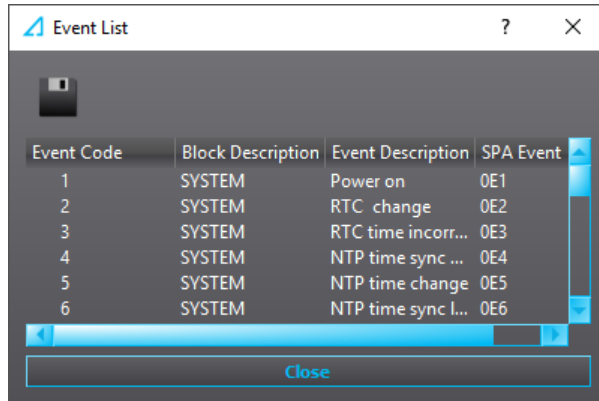 Event List ?
Event Code Block Description Event Description SPA Event
1 SYSTEM Power on 0E1
2 SYSTEM RTC change 0E2
3 SYSTEM RTC time incorr... 0E3
4 SYSTEM NTP time sync ... 0E4
5 SYSTEM NTP time change 0E5
6 SYSTEM NTP time sync l... 0E6
Close